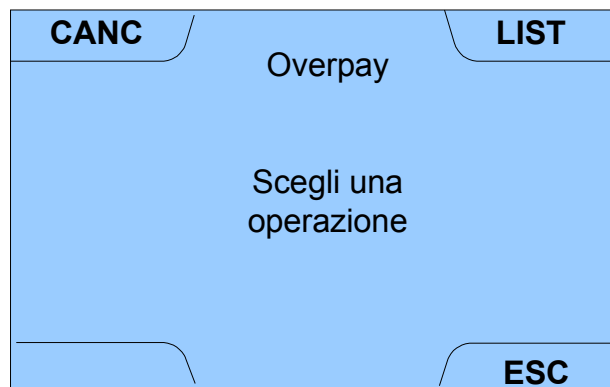 CANC
LIST
Overpay
Scegli una
operazione
ESC